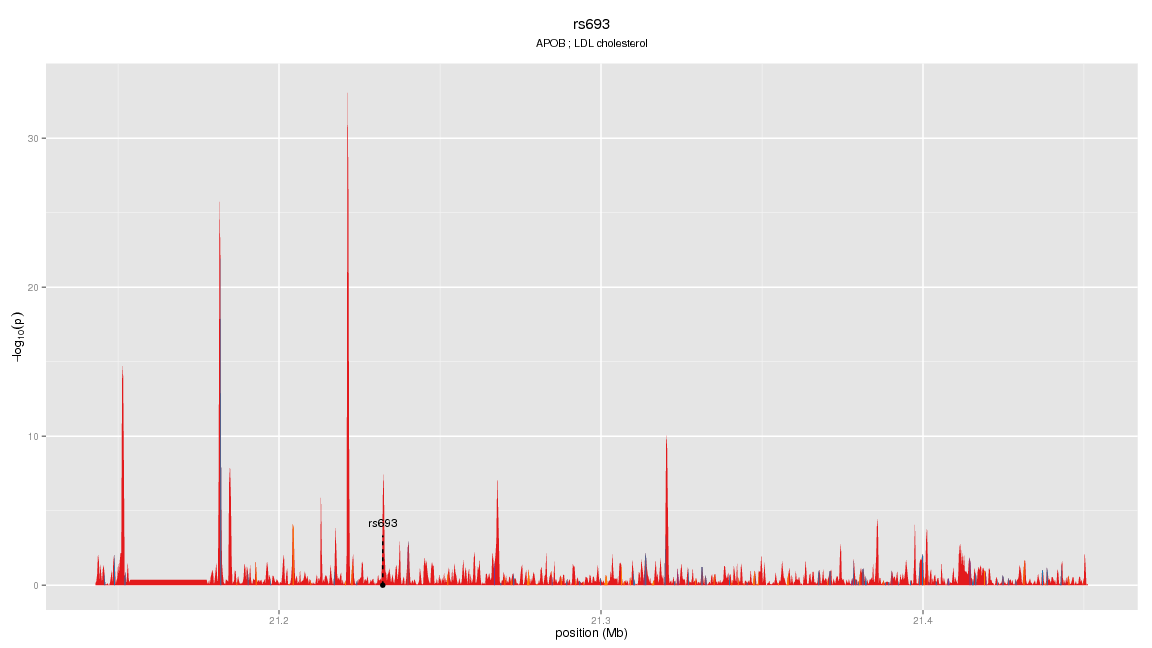 rs693
APOB ; LDL cholesterol
30
20
10
0
−log10(p)
rs693
21.2
21.3
21.4
position (Mb)